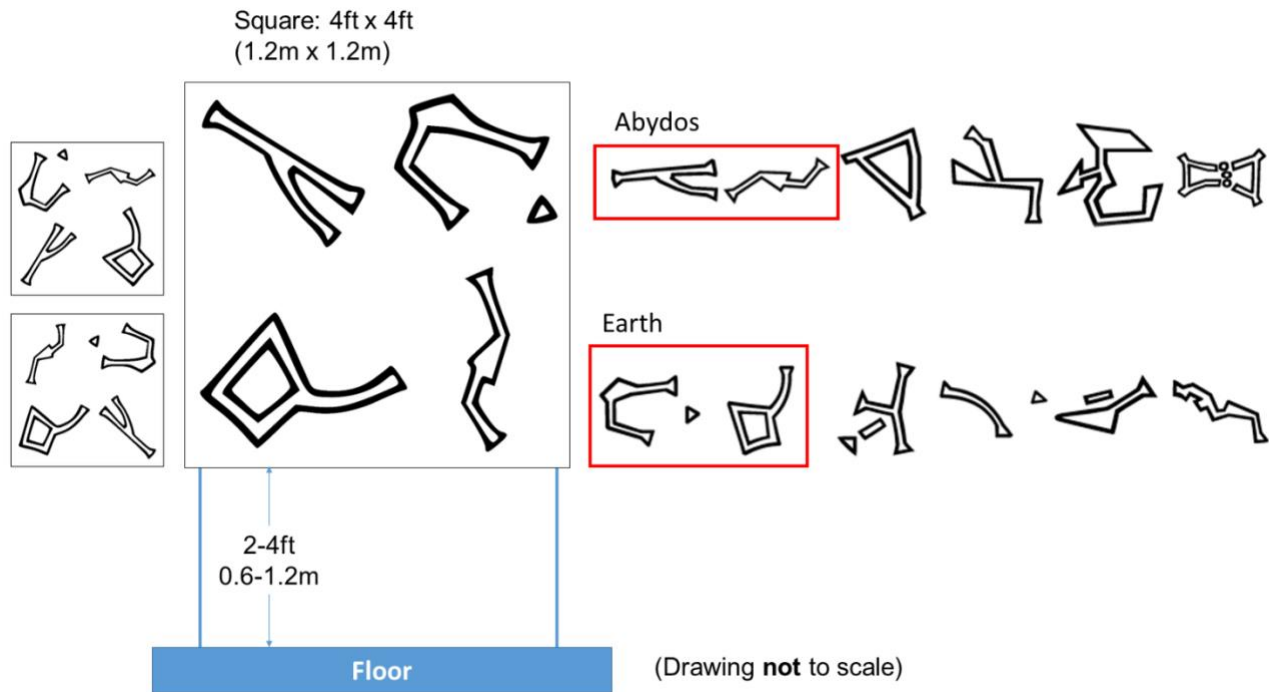 Square: 4ft x 4ft
(1.2m x 1.2m)
Abydos
Earth
2-4ft
0.6-1.2m
Floor
(Drawing not to scale)